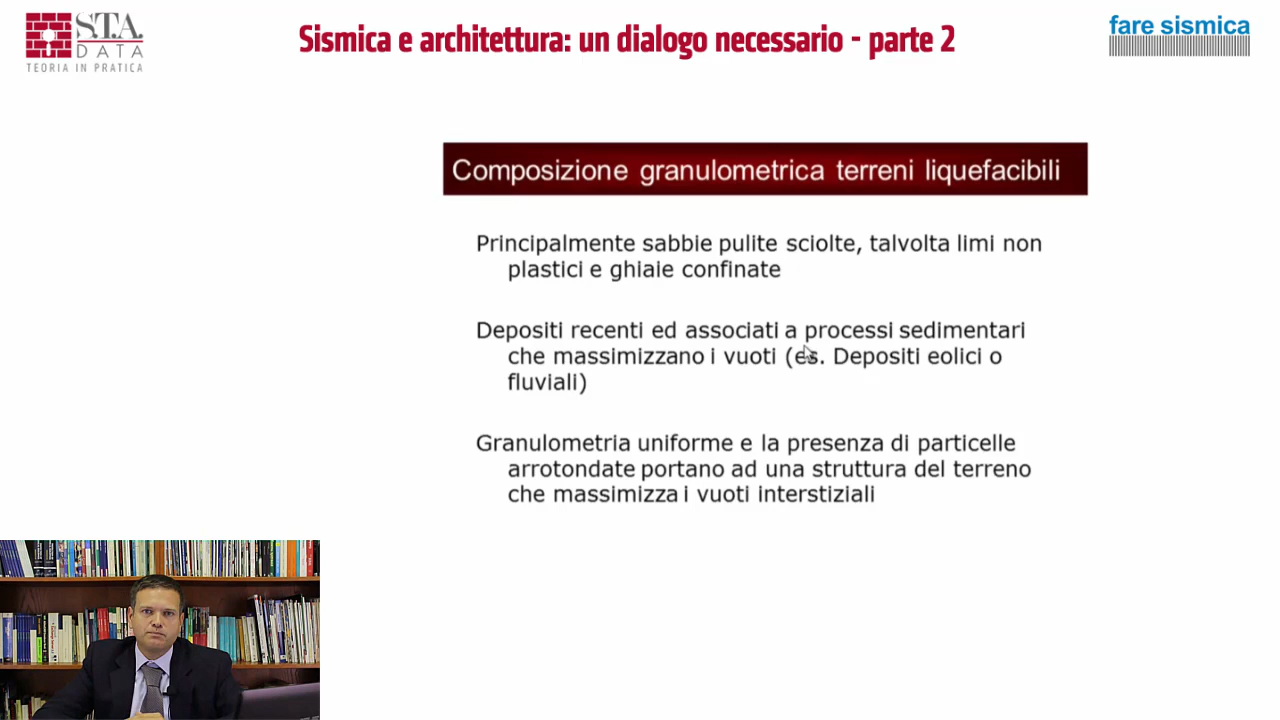 S.T.A.
DATA
TEORIA IN PRATICA
Sismica e architettura: un dialogo necessario - parte 2
fare sismica
Composizione granulometrica terreni liquefacibili
Principalmente sabbie pulite sciolte, talvolta limi non
plastici e ghiaie confinate
Depositi recenti ed associati a processi sedimentari
che massimizzano i vuoti (es. Depositi eolici o
fluviali)
Granulometria uniforme e la presenza di particelle
arrotondate portano ad una struttura del terreno
che massimizza i vuoti interstiziali